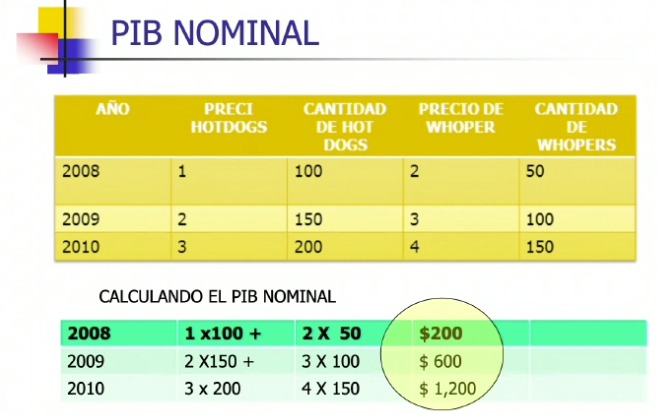 PIB NOMINAL
AÑO PRECI HOTDOGS CANTIDAD DE HOT DOGS PRECIO DE WHOPER CANTIDAD DE WHOPERS
2008 1 100 2 50
2009 2 150 3 100
2010 3 200 4 150
CALCULANDO EL PIB NOMINAL
2008 1 x100 + 2 X 50 $200
2009 2 X150 + 3 X 100 $ 600
2010 3 x 200 4 X 150 $ 1,200